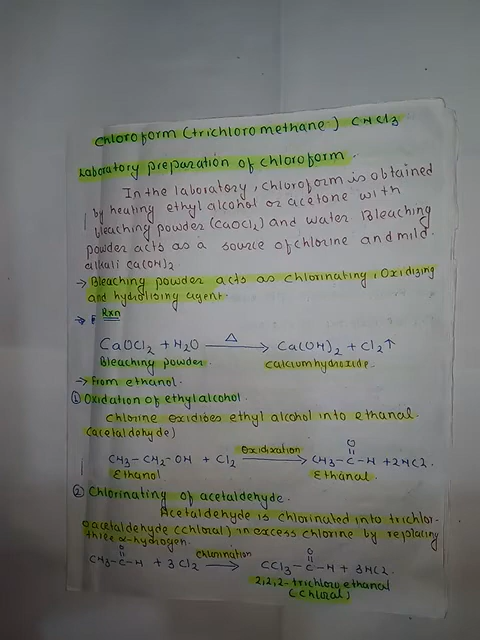 Chloroform (trichloromethane) CHCl3
Laboratory preparation of chloroform.
In the laboratory, chloroform is obtained
by heating ethyl alcohol or acetone with
bleaching powder (CaOCl2) and water Bleaching
powder acts as a source of chlorine and mild
alkali Ca(OH)2
→ Bleaching powder acts as chlorinating, Oxidizing
and hydrolising agent.
→ Rxn
CaOCl2 + H2O —Δ→ Ca(OH)2 + Cl2↑
Bleaching powder. calcium hydroxide.
→ From ethanol.
① Oxidation of ethyl alcohol.
Chlorine oxidises ethyl alcohol into ethanal.
(acetaldehyde)
O
CH3-CH2-OH + Cl2 —Oxidization→ CH3-C-H + 2HCl.
Ethanol Ethanal.
② Chlorinating of acetaldehyde.
Acetaldehyde is chlorinated into trichlor-
oacetaldehyde (chloral) in excess chlorine by replacing
three α-hydrogen.
O O
CH3-C-H + 3Cl2 —Chlorination→ CCl3-C-H + 3HCl.
2,2,2-trichloro ethanal
(chloral)